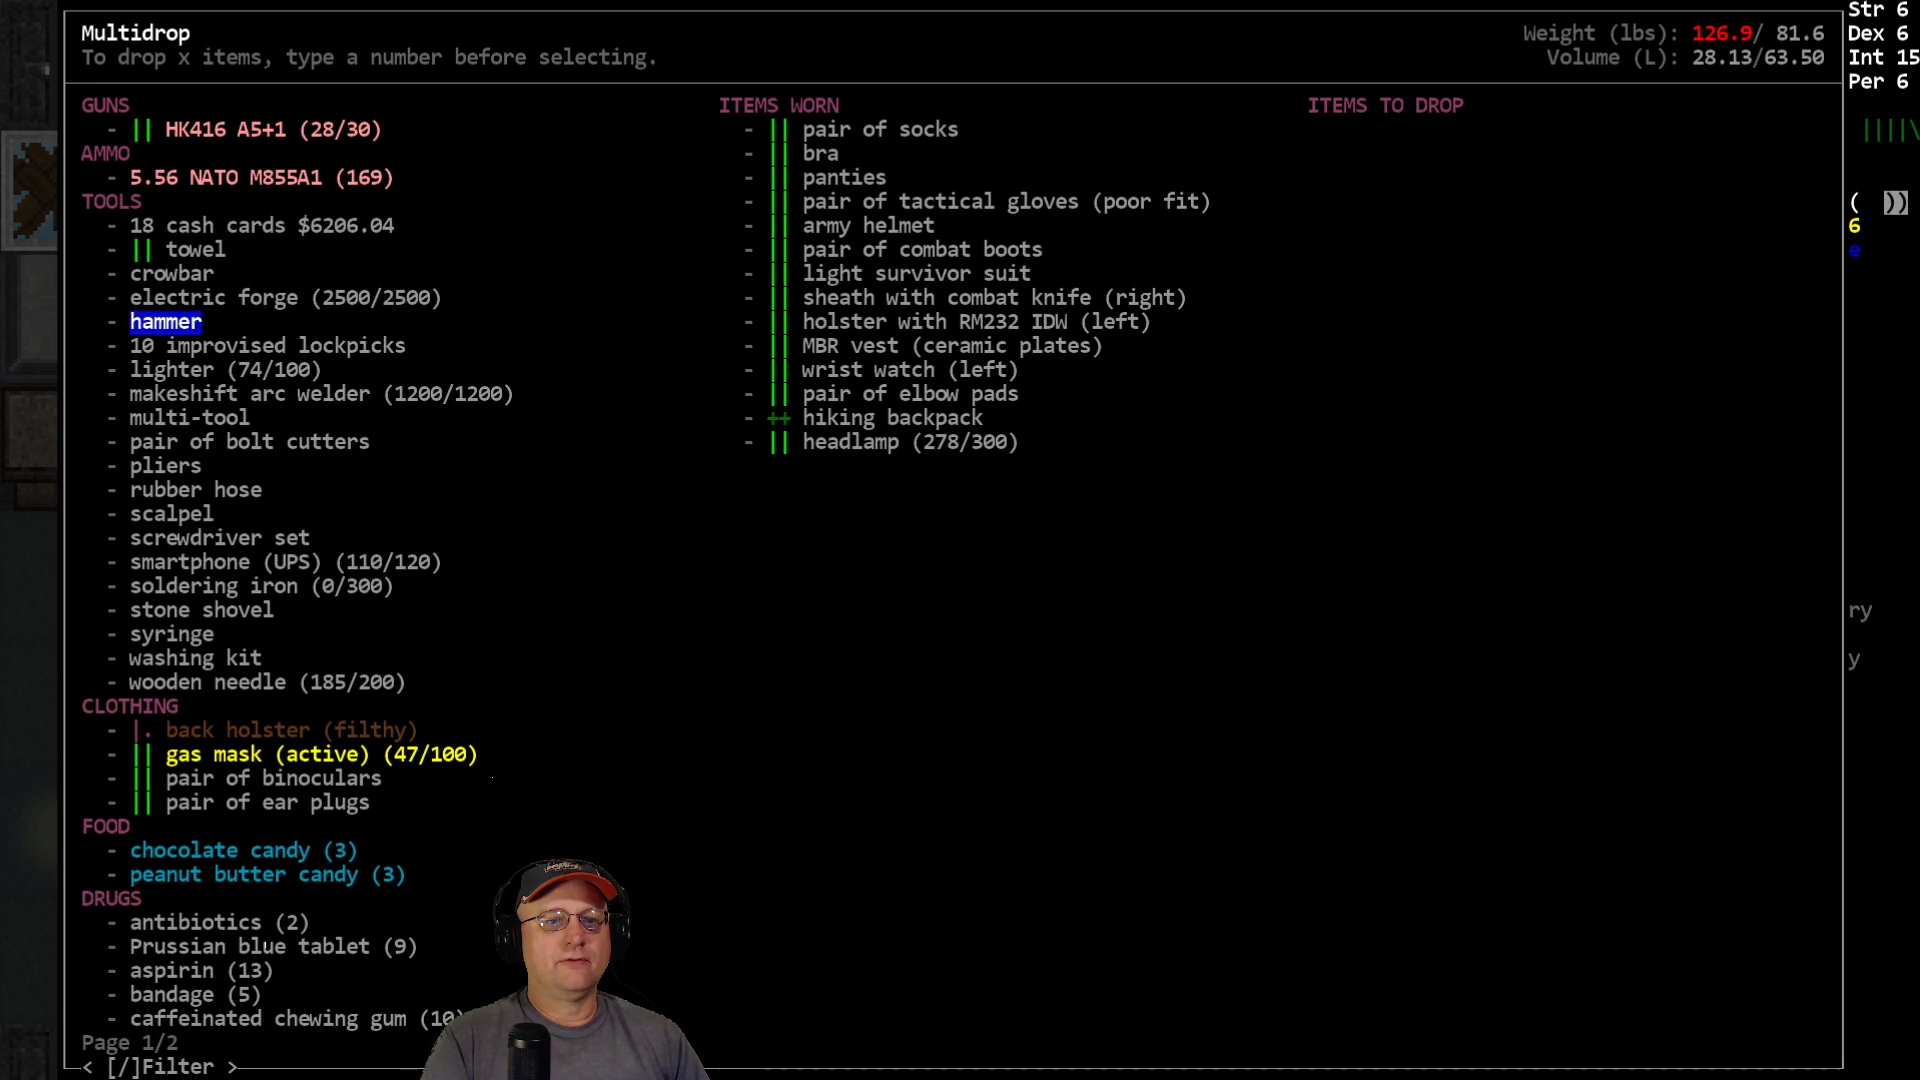 Multidrop
To drop x items, type a number before selecting.
Weight (lbs): 126.9/ 81.6
Volume (L): 28.13/63.50
Str 6
Dex 6
Int 15
Per 6
GUNS
- || HK416 A5+1 (28/30)
AMMO
- 5.56 NATO M855A1 (169)
TOOLS
- 18 cash cards $6206.04
- || towel
- crowbar
- electric forge (2500/2500)
- hammer
- 10 improvised lockpicks
- lighter (74/100)
- makeshift arc welder (1200/1200)
- multi-tool
- pair of bolt cutters
- pliers
- rubber hose
- scalpel
- screwdriver set
- smartphone (UPS) (110/120)
- soldering iron (0/300)
- stone shovel
- syringe
- washing kit
- wooden needle (185/200)
CLOTHING
- |. back holster (filthy)
- || gas mask (active) (47/100)
- || pair of binoculars
- || pair of ear plugs
FOOD
- chocolate candy (3)
- peanut butter candy (3)
DRUGS
- antibiotics (2)
- Prussian blue tablet (9)
- aspirin (13)
- bandage (5)
- caffeinated chewing gum (10)
Page 1/2
< [/]Filter >
ITEMS WORN
- || pair of socks
- || bra
- || panties
- || pair of tactical gloves (poor fit)
- || army helmet
- || pair of combat boots
- || light survivor suit
- || sheath with combat knife (right)
- || holster with RM232 IDW (left)
- || MBR vest (ceramic plates)
- || wrist watch (left)
- || pair of elbow pads
- ++ hiking backpack
- || headlamp (278/300)
ITEMS TO DROP
||||\
( ))
6
e
ry
y